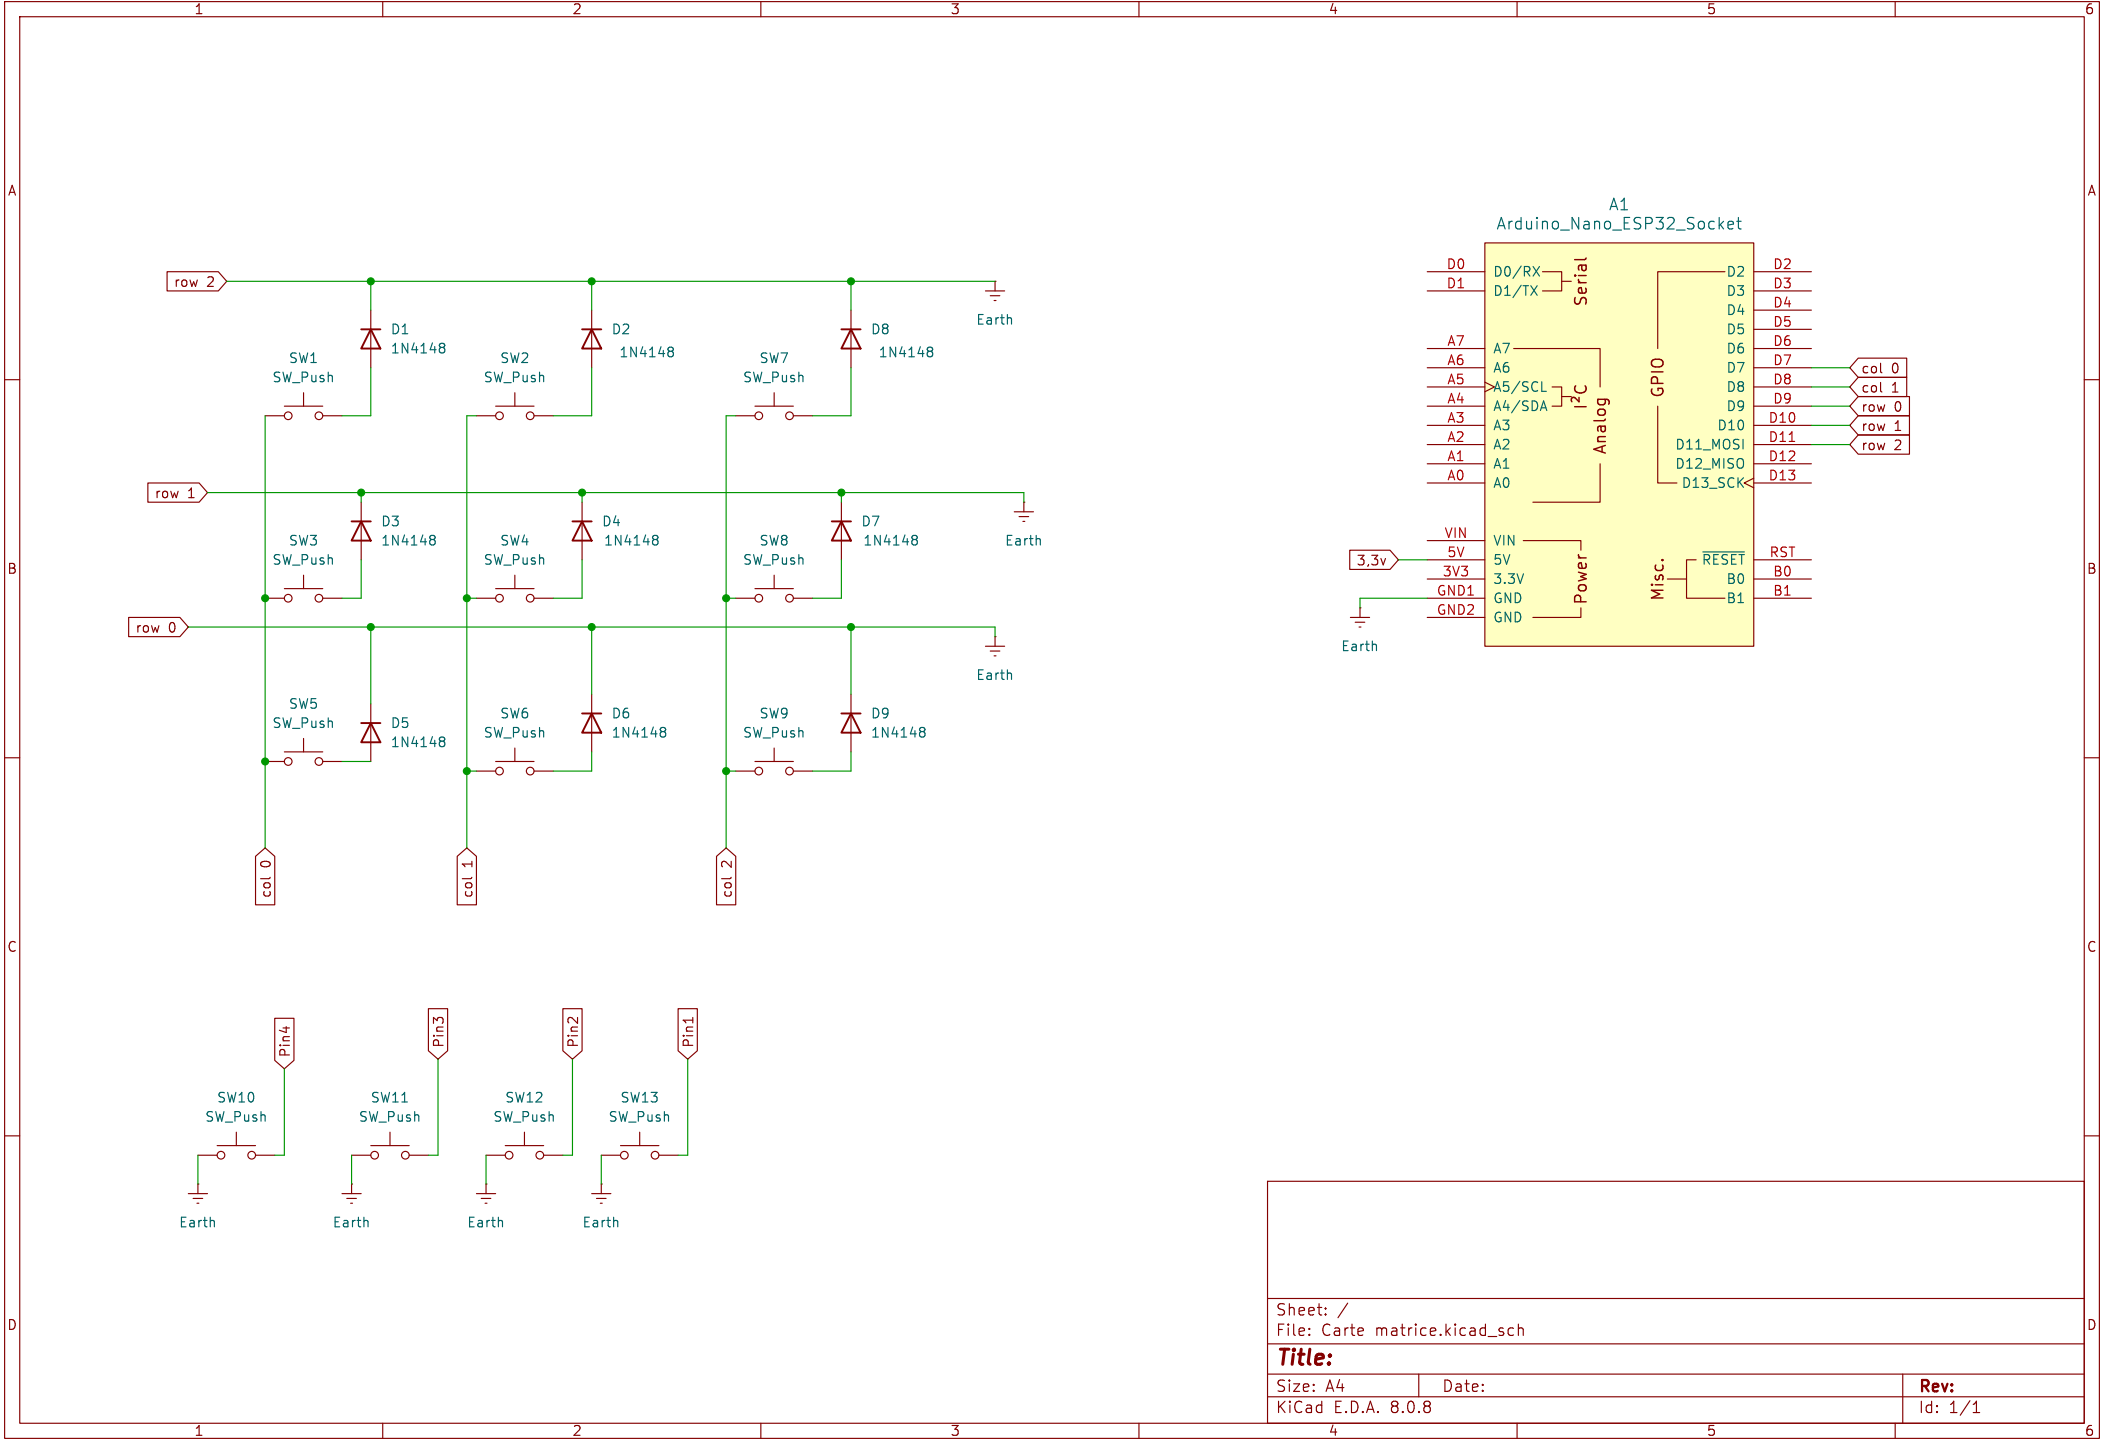 1 2 3 4 5 6
A A
B B
C C
D D
row 2
Earth
D1
1N4148
D2
1N4148
D8
1N4148
SW1
SW_Push
SW2
SW_Push
SW7
SW_Push
row 1
Earth
D3
1N4148
D4
1N4148
D7
1N4148
SW3
SW_Push
SW4
SW_Push
SW8
SW_Push
row 0
Earth
SW5
SW_Push
D5
1N4148
SW6
SW_Push
D6
1N4148
SW9
SW_Push
D9
1N4148
col 0
col 1
col 2
Pin4
Pin3
Pin2
Pin1
SW10
SW_Push
SW11
SW_Push
SW12
SW_Push
SW13
SW_Push
Earth
Earth
Earth
Earth
A1
Arduino_Nano_ESP32_Socket
D0 D0/RX
D1 D1/TX
Serial
A7 A7
A6 A6
A5 A5/SCL
A4 A4/SDA
A3 A3
A2 A2
A1 A1
A0 A0
I²C
Analog
VIN VIN
5V 5V
3V3 3.3V
GND1 GND
GND2 GND
Power
3,3v
Earth
GPIO
D2 D2
D3 D3
D4 D4
D5 D5
D6 D6
D7 D7 col 0
D8 D8 col 1
D9 D9 row 0
D10 D10 row 1
D11_MOSI D11 row 2
D12_MISO D12
D13_SCK D13
Misc.
RESET RST
B0 B0
B1 B1
Sheet: /
File: Carte matrice.kicad_sch
Title:
Size: A4 Date: Rev:
KiCad E.D.A. 8.0.8 Id: 1/1
1 2 3 4 5 6